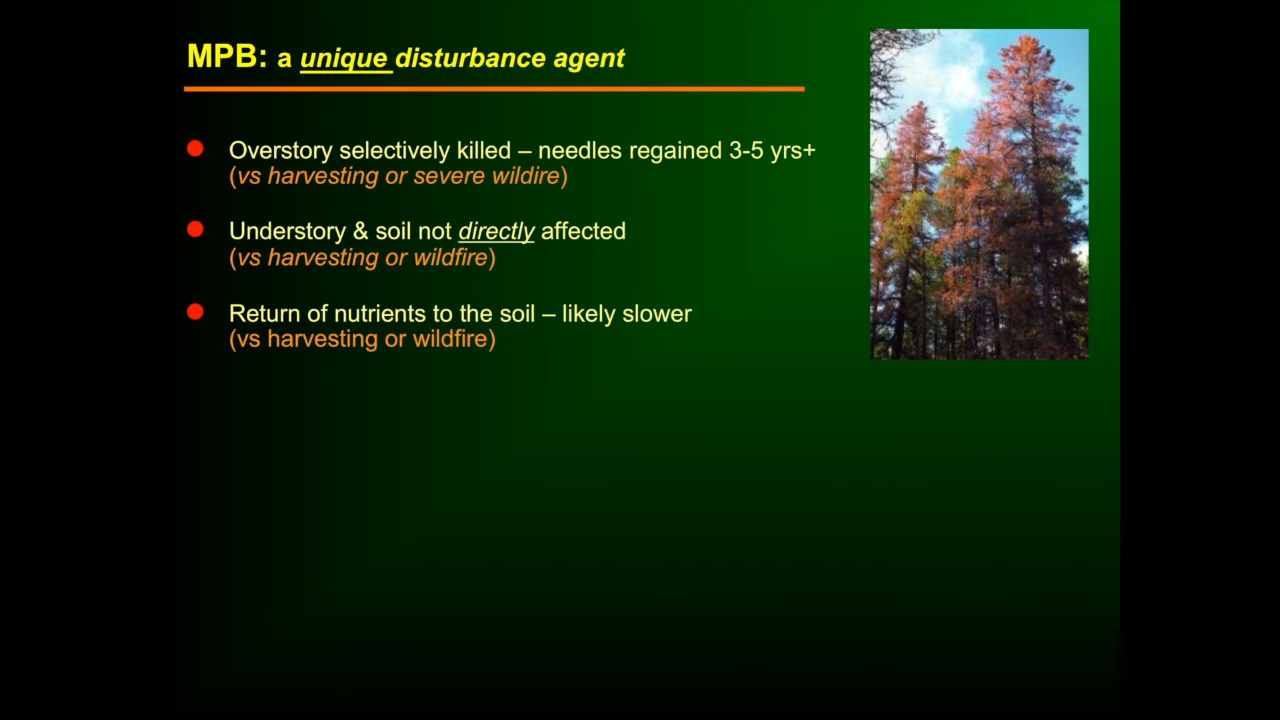 MPB: a unique disturbance agent
Overstory selectively killed – needles regained 3-5 yrs+
(vs harvesting or severe wildire)
Understory & soil not directly affected
(vs harvesting or wildfire)
Return of nutrients to the soil – likely slower
(vs harvesting or wildfire)